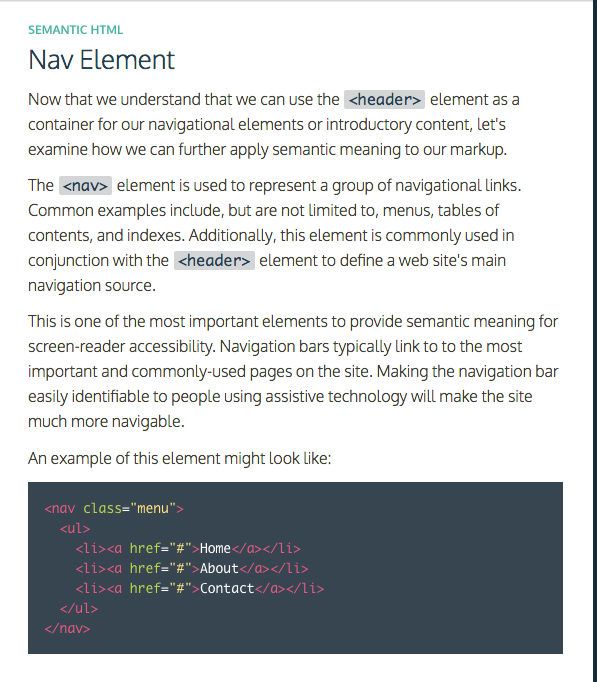 SEMANTIC HTML
Nav Element
Now that we understand that we can use the <header> element as a
container for our navigational elements or introductory content, let's
examine how we can further apply semantic meaning to our markup.
The <nav> element is used to represent a group of navigational links.
Common examples include, but are not limited to, menus, tables of
contents, and indexes. Additionally, this element is commonly used in
conjunction with the <header> element to define a web site's main
navigation source.
This is one of the most important elements to provide semantic meaning for
screen-reader accessibility. Navigation bars typically link to to the most
important and commonly-used pages on the site. Making the navigation bar
easily identifiable to people using assistive technology will make the site
much more navigable.
An example of this element might look like:
<nav class="menu">
  <ul>
    <li><a href="#">Home</a></li>
    <li><a href="#">About</a></li>
    <li><a href="#">Contact</a></li>
  </ul>
</nav>